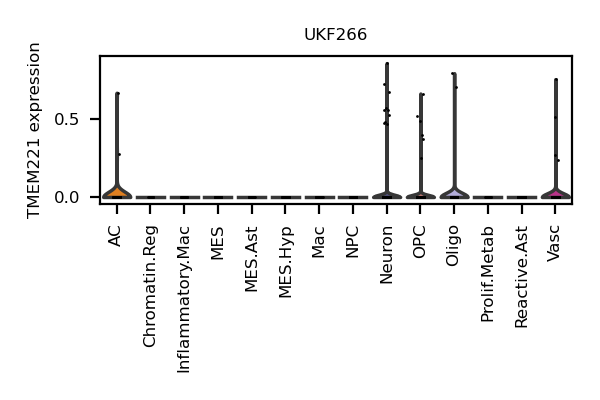 UKF266
TMEM221 expression
0.5
0.0
AC
Chromatin.Reg
Inflammatory.Mac
MES
MES.Ast
MES.Hyp
Mac
NPC
Neuron
OPC
Oligo
Prolif.Metab
Reactive.Ast
Vasc